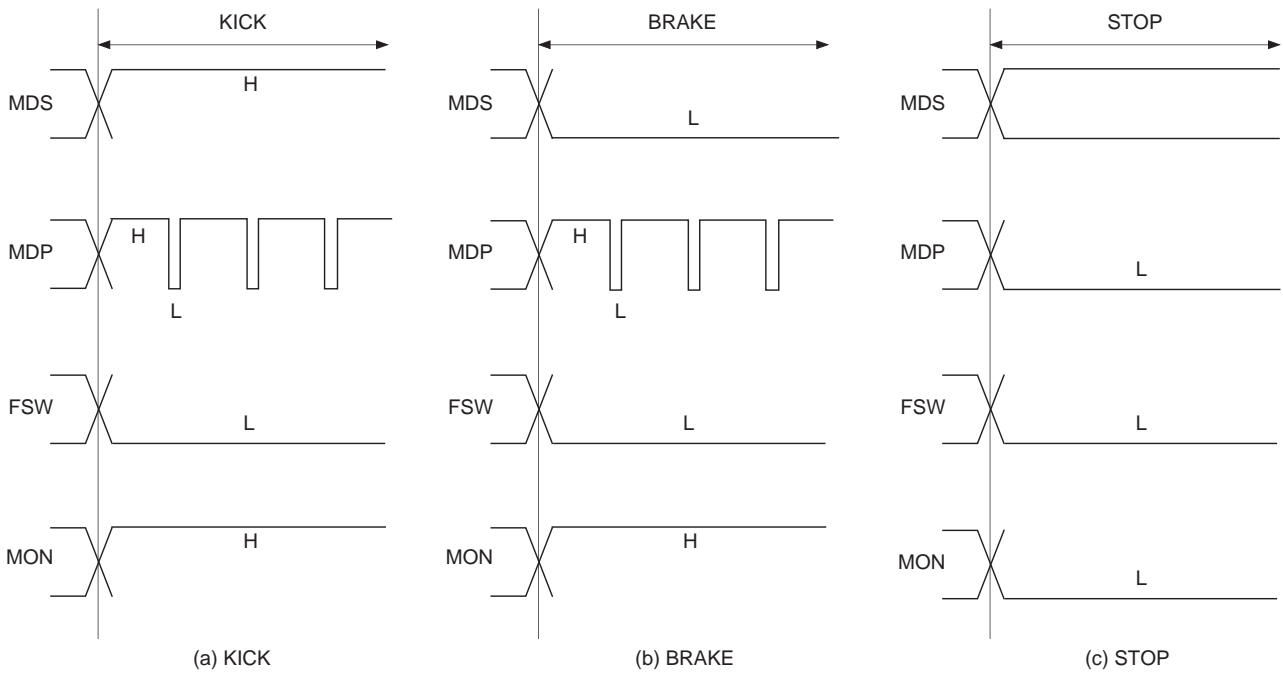 KICK
BRAKE
STOP
MDS
H
MDS
L
MDS
MDP
H
L
MDP
H
L
MDP
L
FSW
L
FSW
L
FSW
L
MON
H
MON
H
MON
L
(a) KICK
(b) BRAKE
(c) STOP